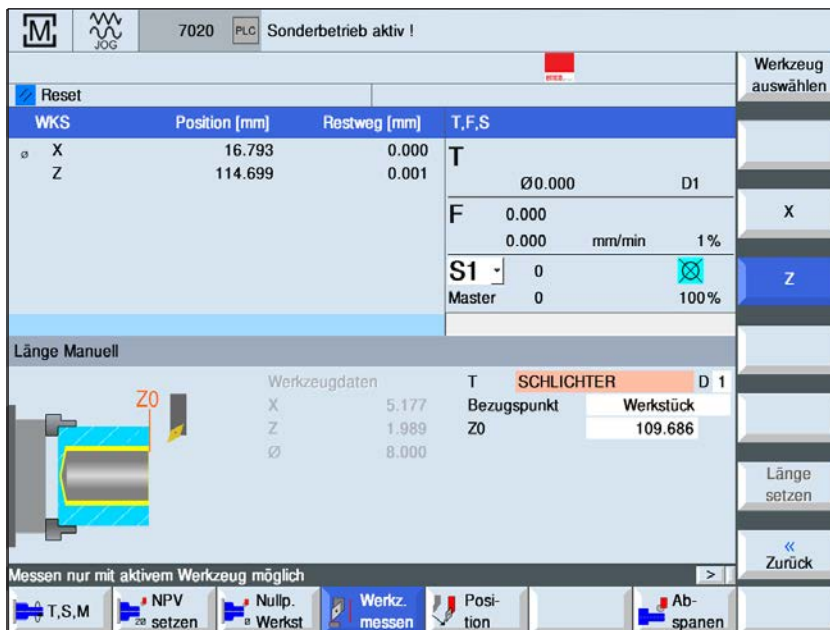 M
JOG
7020 PLC Sonderbetrieb aktiv !
Werkzeug
auswählen
Reset
WKS Position [mm] Restweg [mm] T,F,S
ø X 16.793 0.000
Z 114.699 0.001
T
Ø0.000 D1
F 0.000
0.000 mm/min 1%
S1 0
Master 0 100%
X
Z
Länge Manuell
Z0
Werkzeugdaten
X 5.177
Z 1.989
Ø 8.000
T SCHLICHTER D 1
Bezugspunkt Werkstück
Z0 109.686
Länge
setzen
«
Zurück
Messen nur mit aktivem Werkzeug möglich >
T,S,M
NPV
setzen
Nullp.
Werkst
Werkz.
messen
Posi-
tion
Ab-
spanen